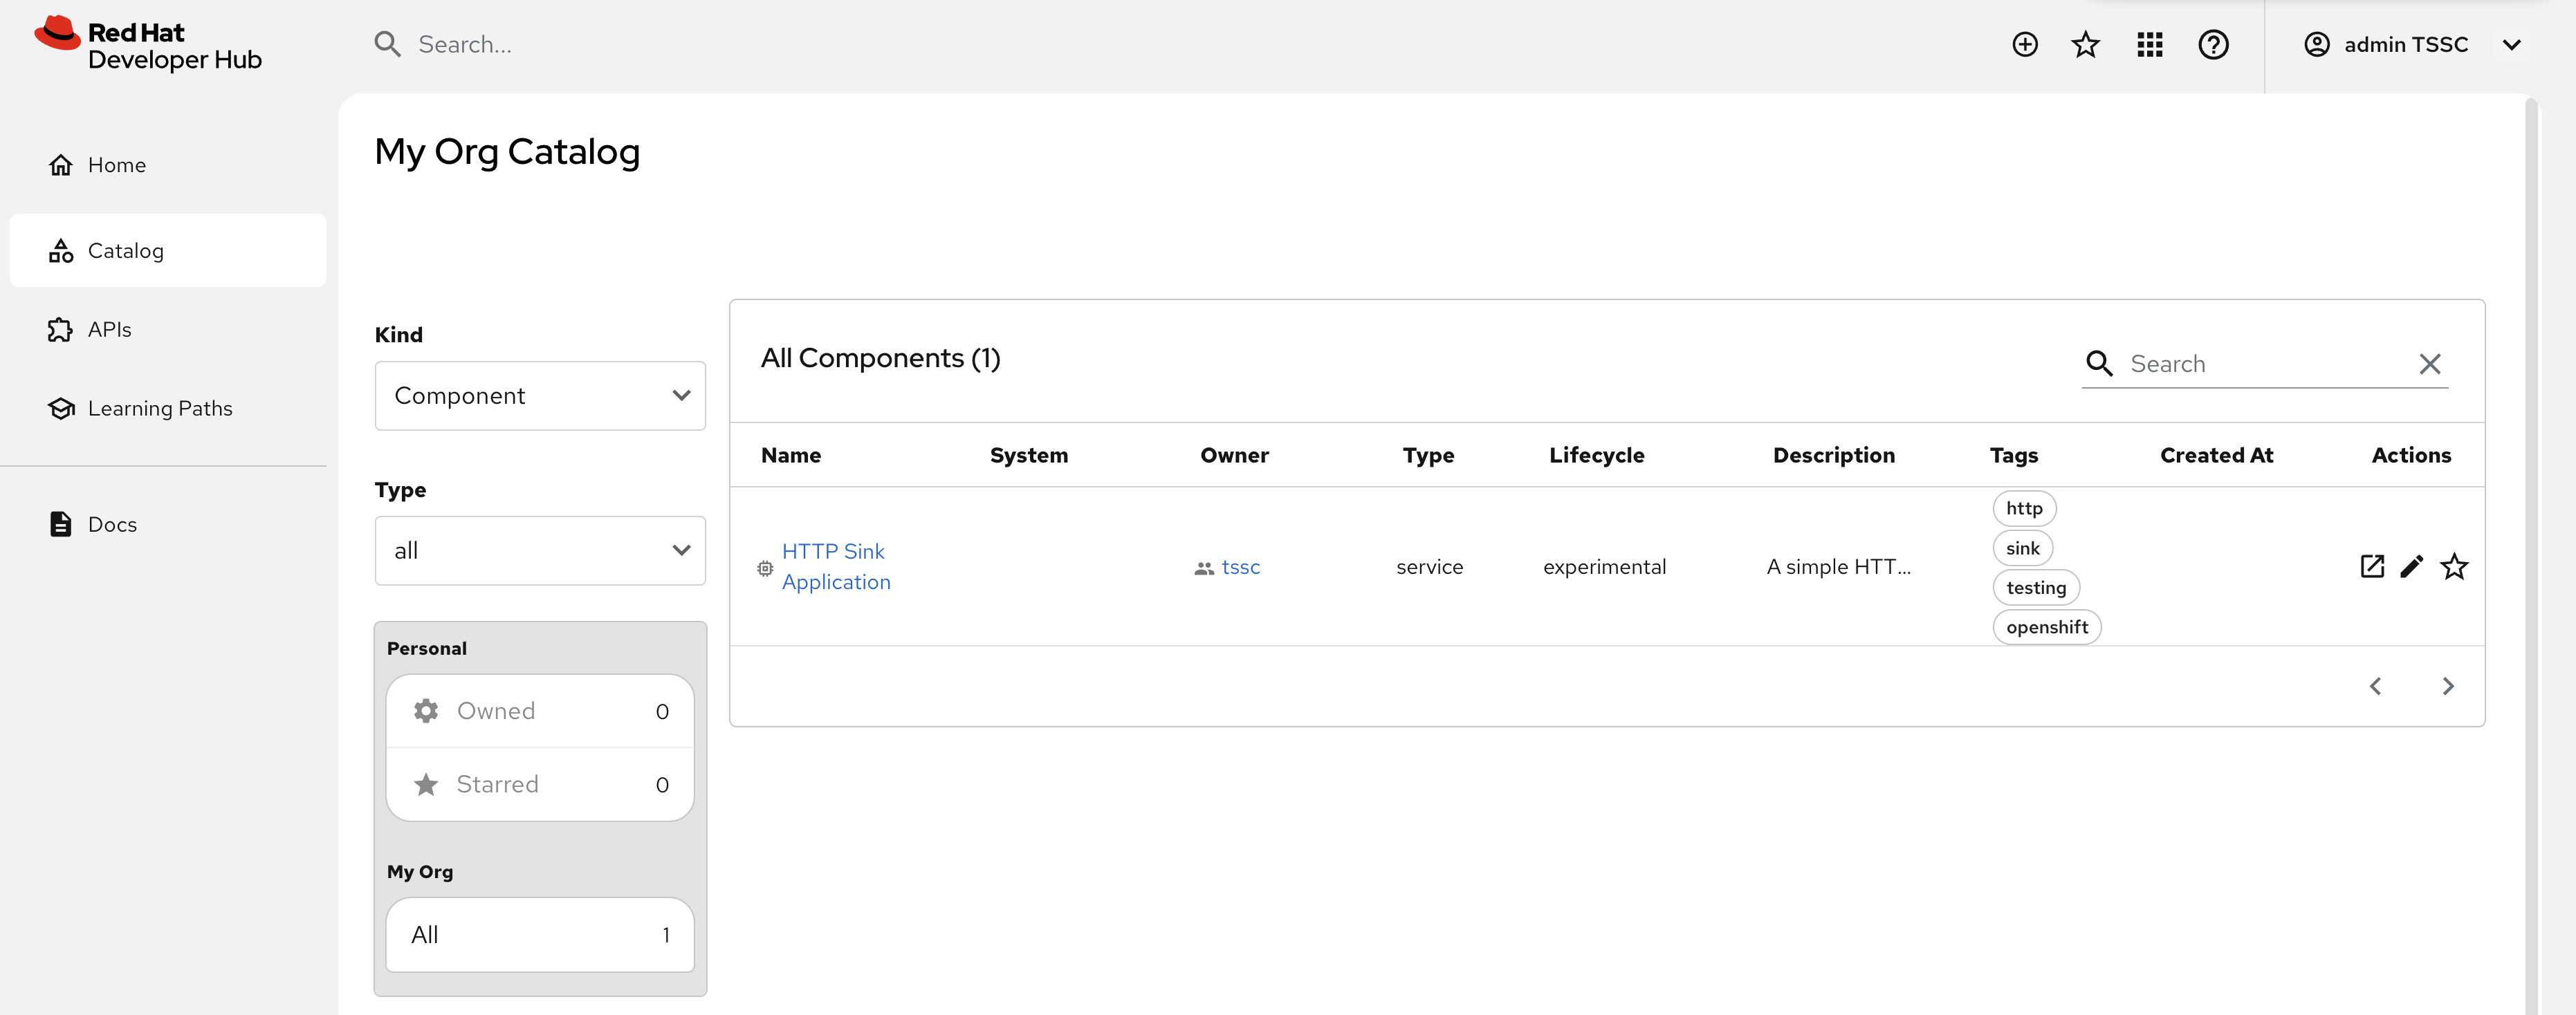 Red Hat
Developer Hub
Search...
admin TSSC
Home
Catalog
APIs
Learning Paths
Docs
My Org Catalog
Kind
Component
Type
all
Personal
Owned 0
Starred 0
My Org
All 1
All Components (1)
Search
Name System Owner Type Lifecycle Description Tags Created At Actions
HTTP Sink
Application
tssc
service
experimental
A simple HTT...
http
sink
testing
openshift